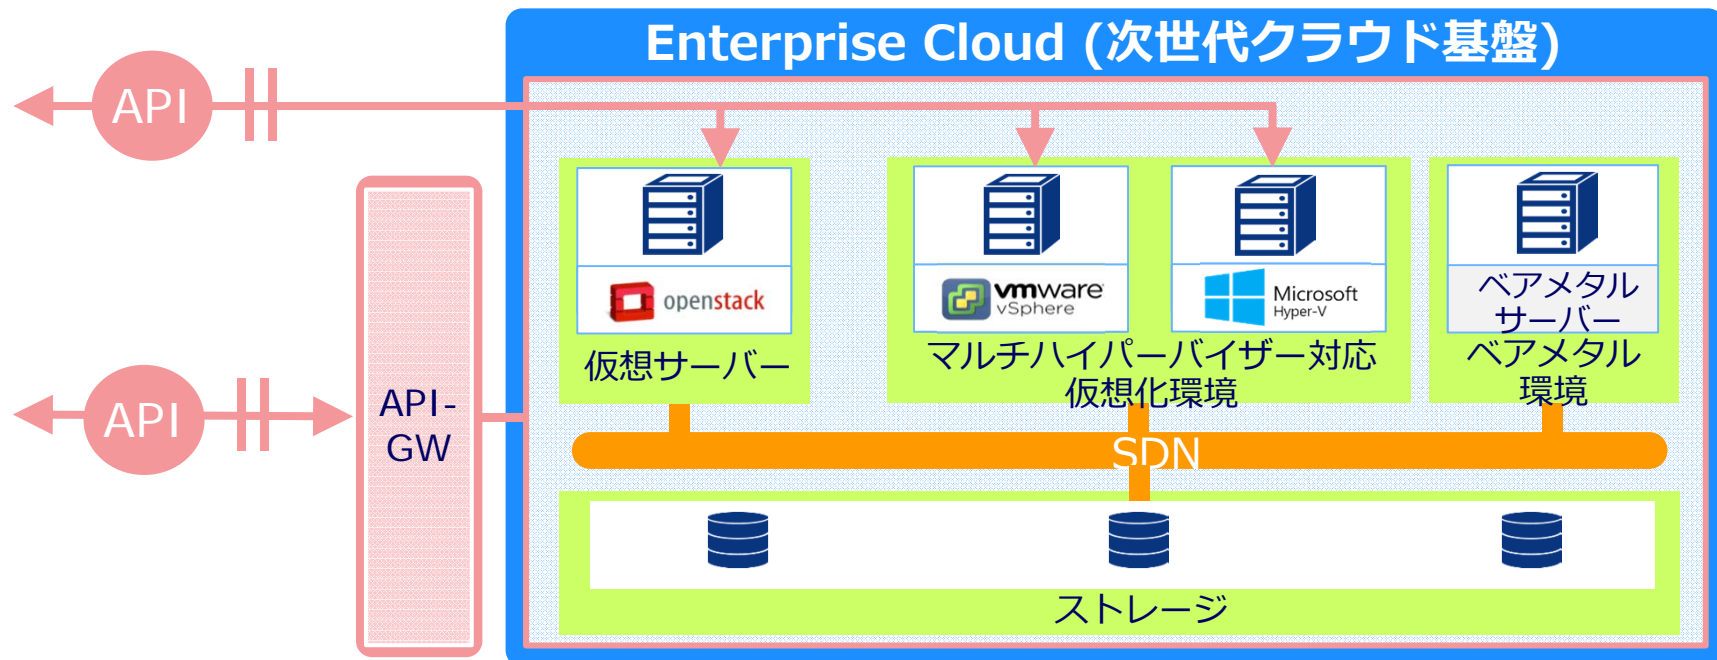 Enterprise Cloud (次世代クラウド基盤)
API
openstack
仮想サーバー
vmware
vSphere
Microsoft
Hyper-V
マルチハイパーバイザー対応
仮想化環境
ベアメタル
サーバー
ベアメタル
環境
API
API-
GW
SDN
ストレージ